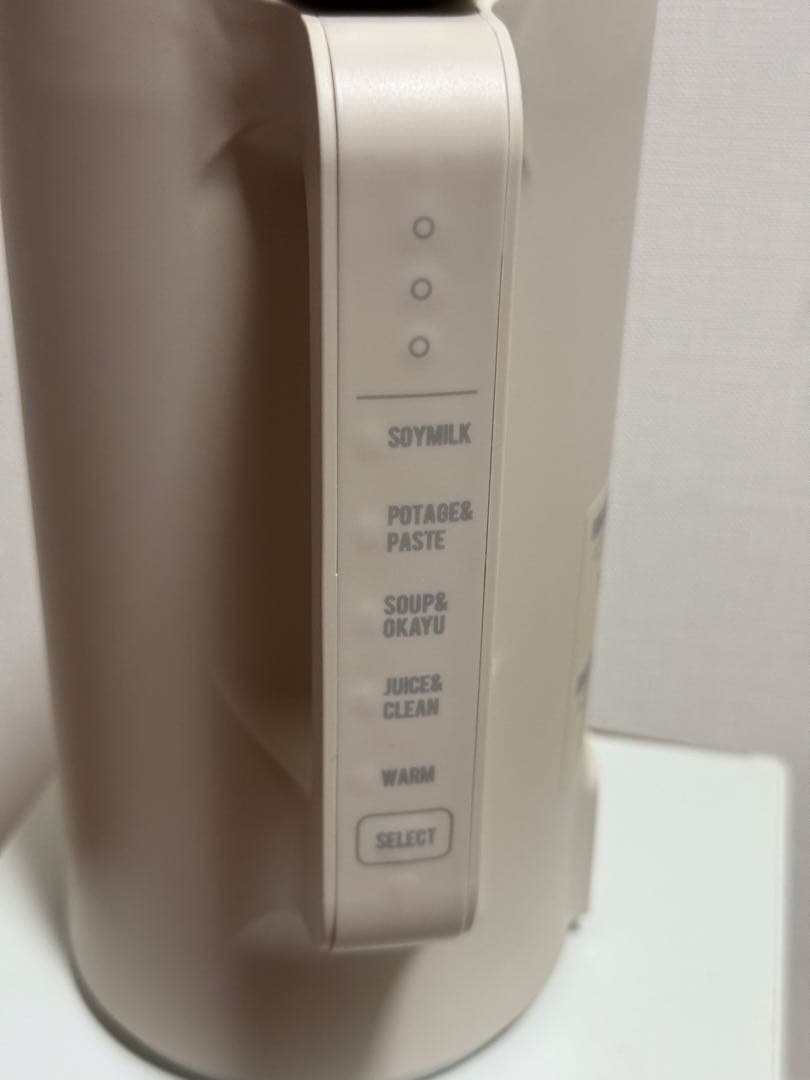 SOYMILK
POTAGE&
PASTE
SOUP&
OKAYU
JUICE&
CLEAN
WARM
SELECT